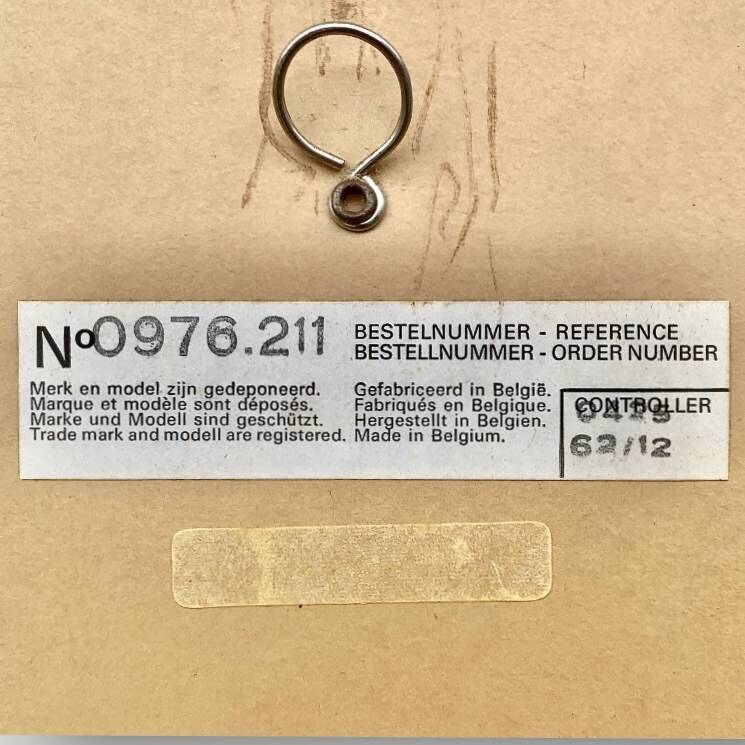 No 0976.211
BESTELNUMMER - REFERENCE
BESTELLNUMMER - ORDER NUMBER
Merk en model zijn gedeponeerd.
Marque et modèle sont déposés.
Marke und Modell sind geschützt.
Trade mark and modell are registered.
Gefabriceerd in België.
Fabriqués en Belgique.
Hergestellt in Belgien.
Made in Belgium.
CONTROLLER
62/12